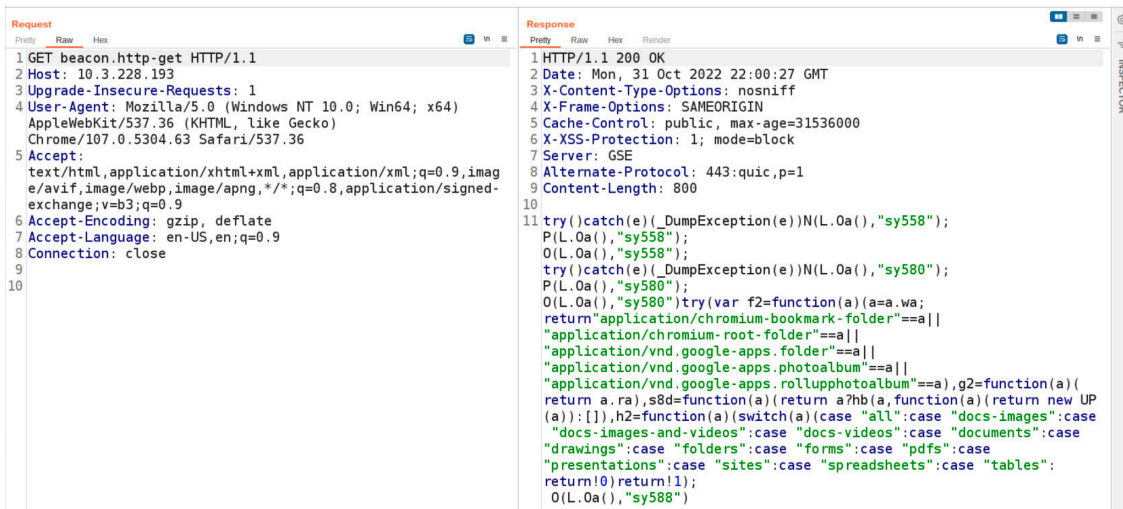 Request
Pretty Raw Hex
\n
1 GET beacon.http-get HTTP/1.1
2 Host: 10.3.228.193
3 Upgrade-Insecure-Requests: 1
4 User-Agent: Mozilla/5.0 (Windows NT 10.0; Win64; x64)
AppleWebKit/537.36 (KHTML, like Gecko)
Chrome/107.0.5304.63 Safari/537.36
5 Accept:
text/html,application/xhtml+xml,application/xml;q=0.9,imag
e/avif,image/webp,image/apng,*/*;q=0.8,application/signed-
exchange;v=b3;q=0.9
6 Accept-Encoding: gzip, deflate
7 Accept-Language: en-US,en;q=0.9
8 Connection: close
9
10
Response
Pretty Raw Hex Render
\n
1 HTTP/1.1 200 OK
2 Date: Mon, 31 Oct 2022 22:00:27 GMT
3 X-Content-Type-Options: nosniff
4 X-Frame-Options: SAMEORIGIN
5 Cache-Control: public, max-age=31536000
6 X-XSS-Protection: 1; mode=block
7 Server: GSE
8 Alternate-Protocol: 443:quic,p=1
9 Content-Length: 800
10
11 try()catch(e)(_DumpException(e))N(L.Oa(),"sy558");
P(L.Oa(),"sy558");
O(L.Oa(),"sy558");
try()catch(e)(_DumpException(e))N(L.Oa(),"sy580");
P(L.Oa(),"sy580");
O(L.Oa(),"sy580")try(var f2=function(a)(a=a.wa;
return"application/chromium-bookmark-folder"==a||
"application/chromium-root-folder"==a||
"application/vnd.google-apps.folder"==a||
"application/vnd.google-apps.photoalbum"==a||
"application/vnd.google-apps.rollupphotoalbum"==a),g2=function(a)(
return a.ra),s8d=function(a)(return a?hb(a,function(a)(return new UP
(a)):[]),h2=function(a)(switch(a)(case "all":case "docs-images":case
"docs-images-and-videos":case "docs-videos":case "documents":case
"drawings":case "folders":case "forms":case "pdfs":case
"presentations":case "sites":case "spreadsheets":case "tables":
return!0)return!1);
O(L.Oa(),"sy588")
INSPECTOR